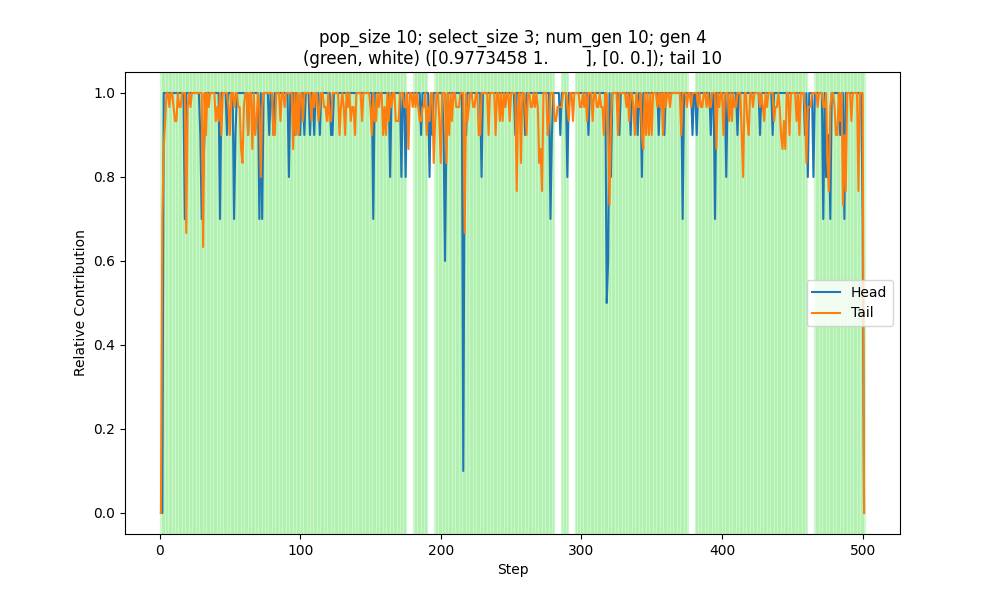 pop_size 10; select_size 3; num_gen 10; gen 4
(green, white) ([0.9773458 1.       ], [0. 0.]); tail 10
1.0
0.8
0.6
0.4
0.2
0.0
Relative Contribution
Head
Tail
0 100 200 300 400 500
Step